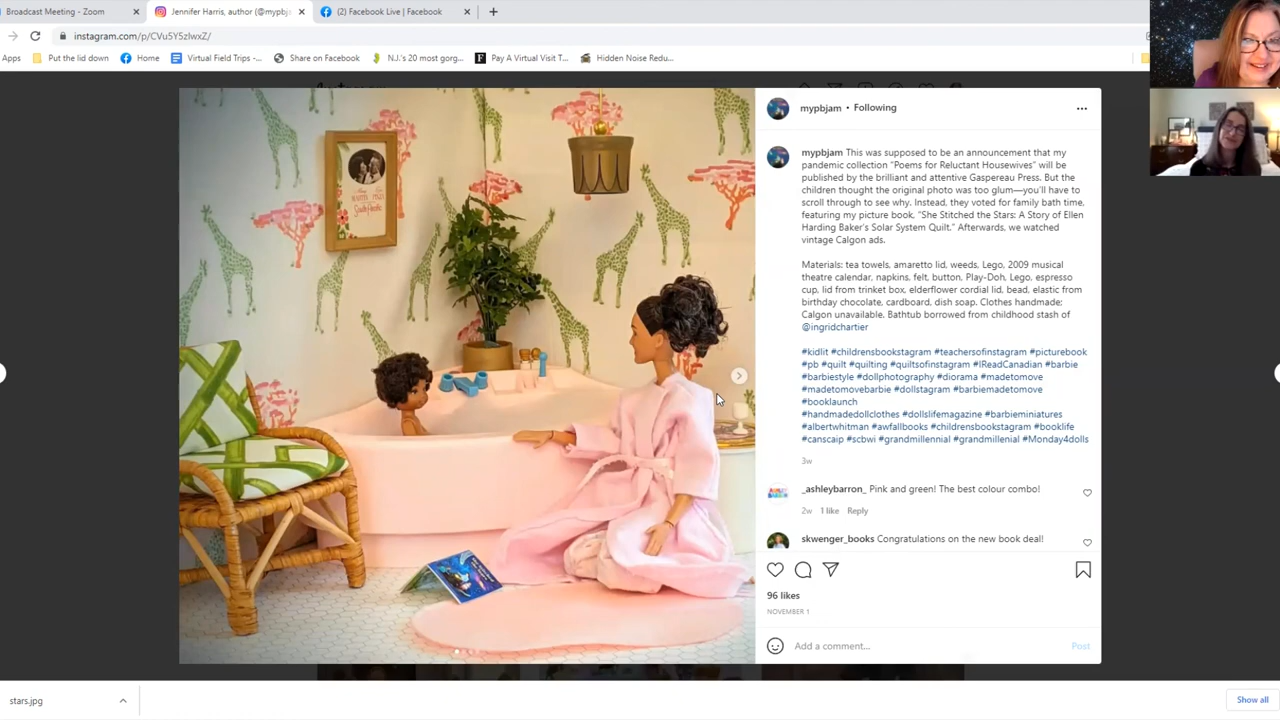 Broadcast Meeting - Zoom
Jennifer Harris, author (@mypbj
(2) Facebook Live | Facebook
instagram.com/p/CVu5Y5zlwxZ/
Apps
Put the lid down
Home
Virtual Field Trips -...
Share on Facebook
N.J.'s 20 most gorg...
Pay A Virtual Visit T...
Hidden Noise Redu...
mypbjam • Following
mypbjam This was supposed to be an announcement that my
pandemic collection "Poems for Reluctant Housewives" will be
published by the brilliant and attentive Gaspereau Press. But the
children thought the original photo was too glum—you'll have to
scroll through to see why. Instead, they voted for family bath time,
featuring my picture book, "She Stitched the Stars: A Story of Ellen
Harding Baker's Solar System Quilt." Afterwards, we watched
vintage Calgon ads.
Materials: tea towels, amaretto lid, weeds, Lego, 2009 musical
theatre calendar, napkins, felt, button, Play-Doh, Lego, espresso
cup, lid from trinket box, elderflower cordial lid, bead, elastic from
birthday chocolate, cardboard, dish soap. Clothes handmade;
Calgon unavailable. Bathtub borrowed from childhood stash of
@ingridchartier
#kidlit #childrensbookstagram #teachersofinstagram #picturebook
#pb #quilt #quilting #quiltsofinstagram #IReadCanadian #barbie
#barbiestyle #dollphotography #diorama #madetomove
#madetomovebarbie #dollstagram #barbiemadetomove
#booklaunch
#handmadedollclothes #dollslifemagazine #barbieminiatures
#albertwhitman #awfallbooks #childrensbookstagram #booklife
#canscaip #scbwi #grandmillennial #grandmillenial #Monday4dolls
3w
_ashleybarron_ Pink and green! The best colour combo!
2w 1 like Reply
skwenger_books Congratulations on the new book deal!
96 likes
NOVEMBER 1
Add a comment...
Post
stars.jpg
Show all